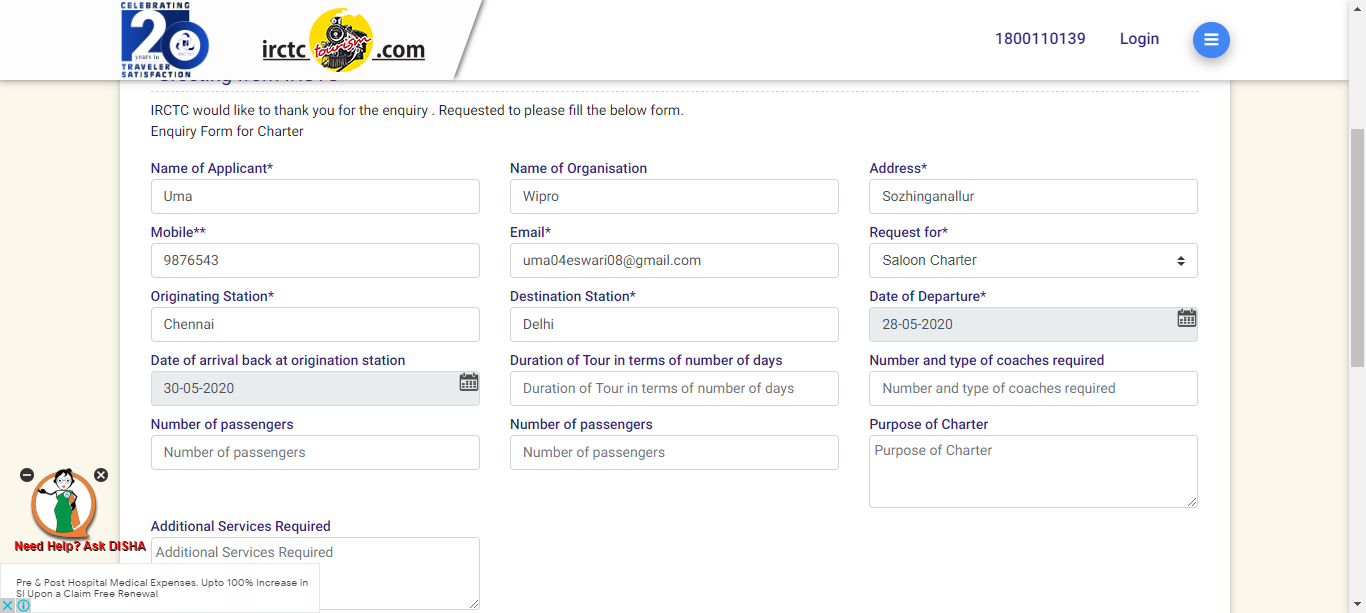 CELEBRATING
20
years in
TRAVELER
SATISFACTION
irctc tourism .com
1800110139
Login
IRCTC would like to thank you for the enquiry . Requested to please fill the below form.
Enquiry Form for Charter
Name of Applicant* Name of Organisation Address*
Uma Wipro Sozhinganallur
Mobile** Email* Request for*
9876543 uma04eswari08@gmail.com Saloon Charter
Originating Station* Destination Station* Date of Departure*
Chennai Delhi 28-05-2020
Date of arrival back at origination station Duration of Tour in terms of number of days Number and type of coaches required
30-05-2020 Duration of Tour in terms of number of days Number and type of coaches required
Number of passengers Number of passengers Purpose of Charter
Number of passengers Number of passengers Purpose of Charter
Additional Services Required
Additional Services Required
Need Help? Ask DISHA
Pre & Post Hospital Medical Expenses. Upto 100% Increase in
SI Upon a Claim Free Renewal